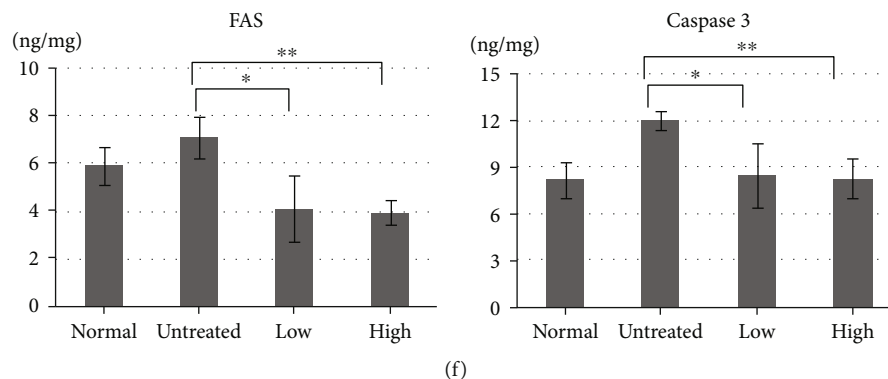 FAS
(ng/mg)
10
8
6
4
2
0
**
*
Normal Untreated Low High
Caspase 3
(ng/mg)
15
12
9
6
3
0
**
*
Normal Untreated Low High
(f)